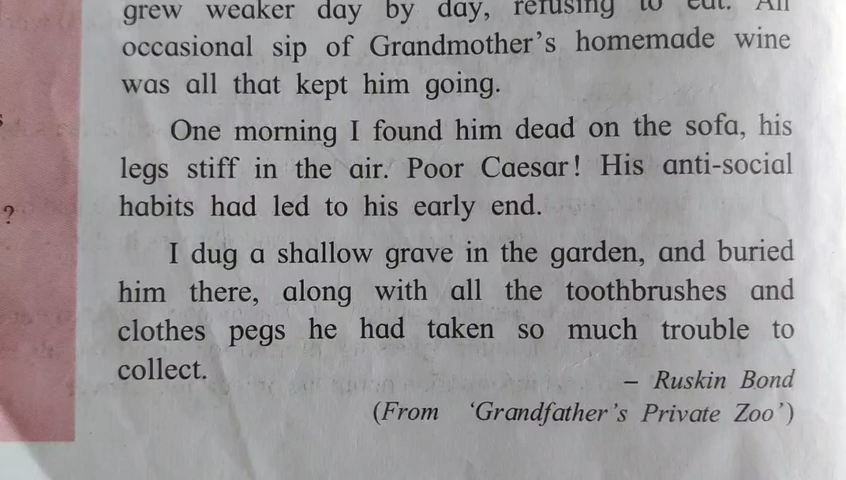 grew weaker day by day, refusing to eat. An
occasional sip of Grandmother's homemade wine
was all that kept him going.
One morning I found him dead on the sofa, his
legs stiff in the air. Poor Caesar! His anti-social
habits had led to his early end.
?
I dug a shallow grave in the garden, and buried
him there, along with all the toothbrushes and
clothes pegs he had taken so much trouble to
collect.
– Ruskin Bond
(From 'Grandfather's Private Zoo')